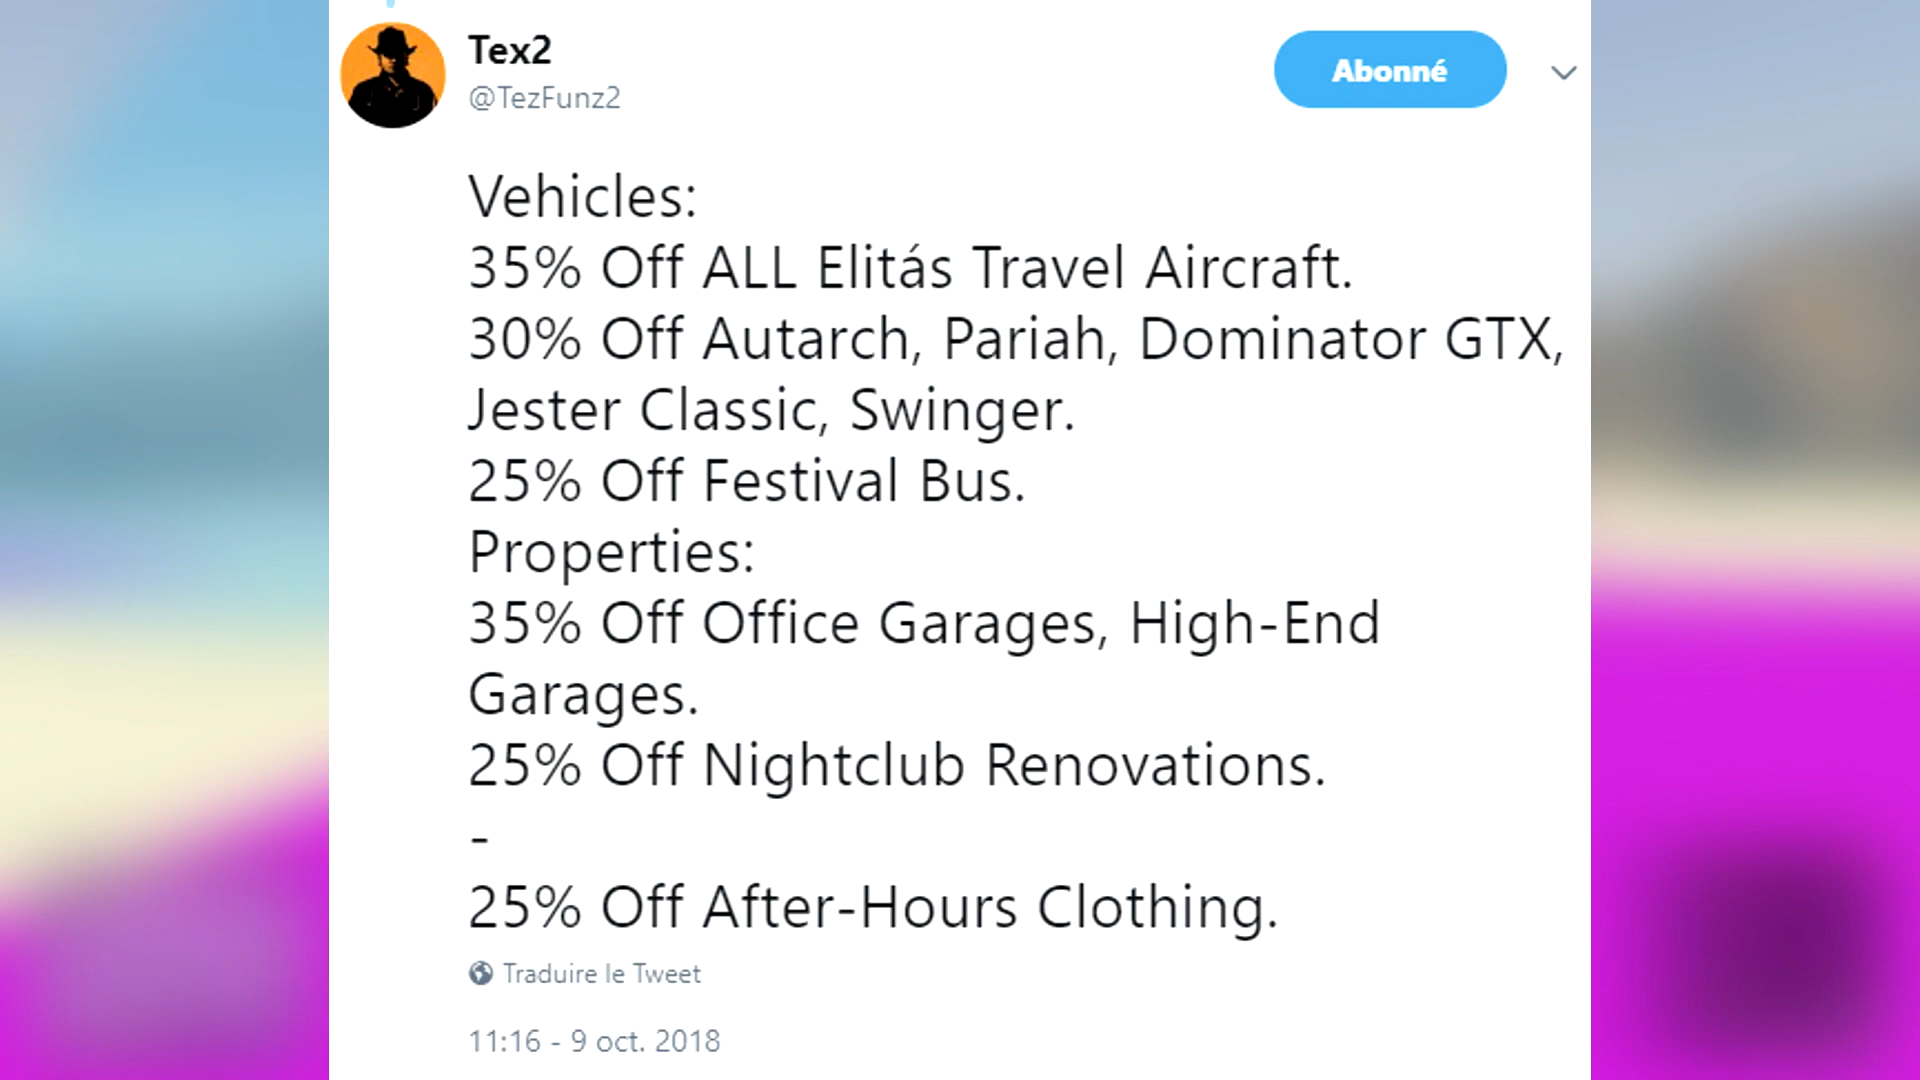 Tex2
@TezFunz2
Abonné
Vehicles:
35% Off ALL Elitás Travel Aircraft.
30% Off Autarch, Pariah, Dominator GTX,
Jester Classic, Swinger.
25% Off Festival Bus.
Properties:
35% Off Office Garages, High-End
Garages.
25% Off Nightclub Renovations.
-
25% Off After-Hours Clothing.
Traduire le Tweet
11:16 - 9 oct. 2018